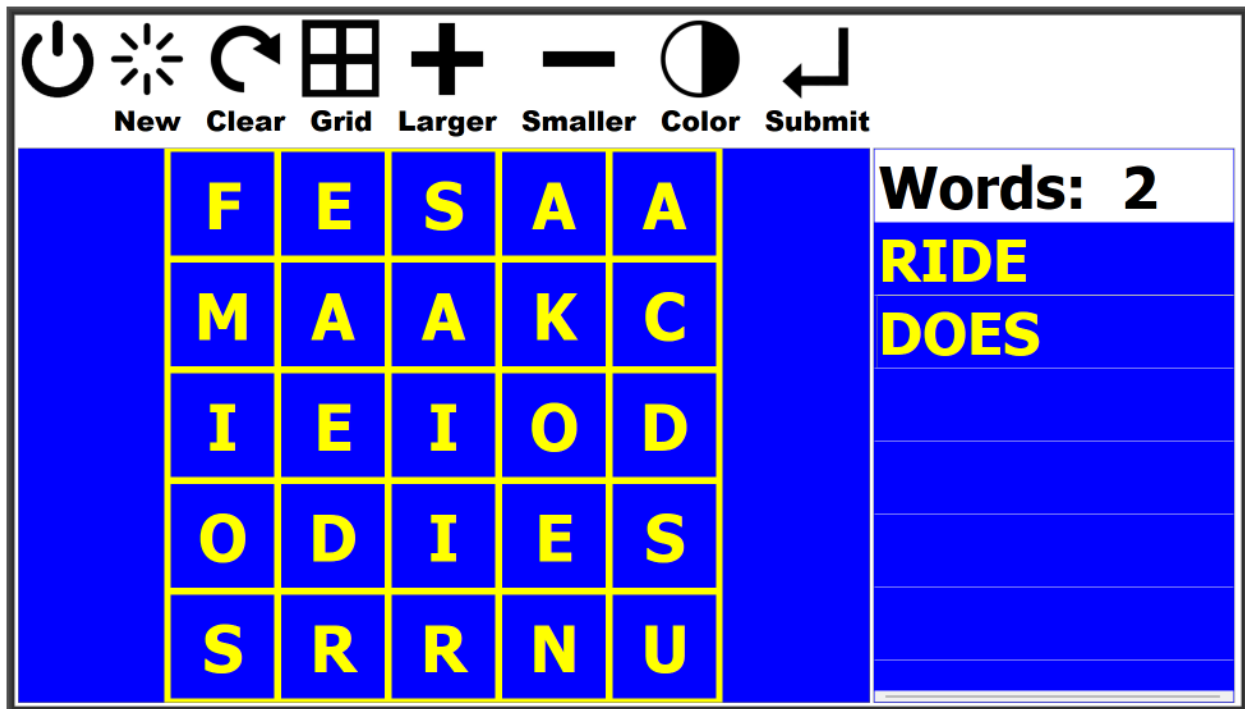 New Clear Grid Larger Smaller Color Submit
F E S A A
M A A K C
I E I O D
O D I E S
S R R N U
Words: 2
RIDE
DOES